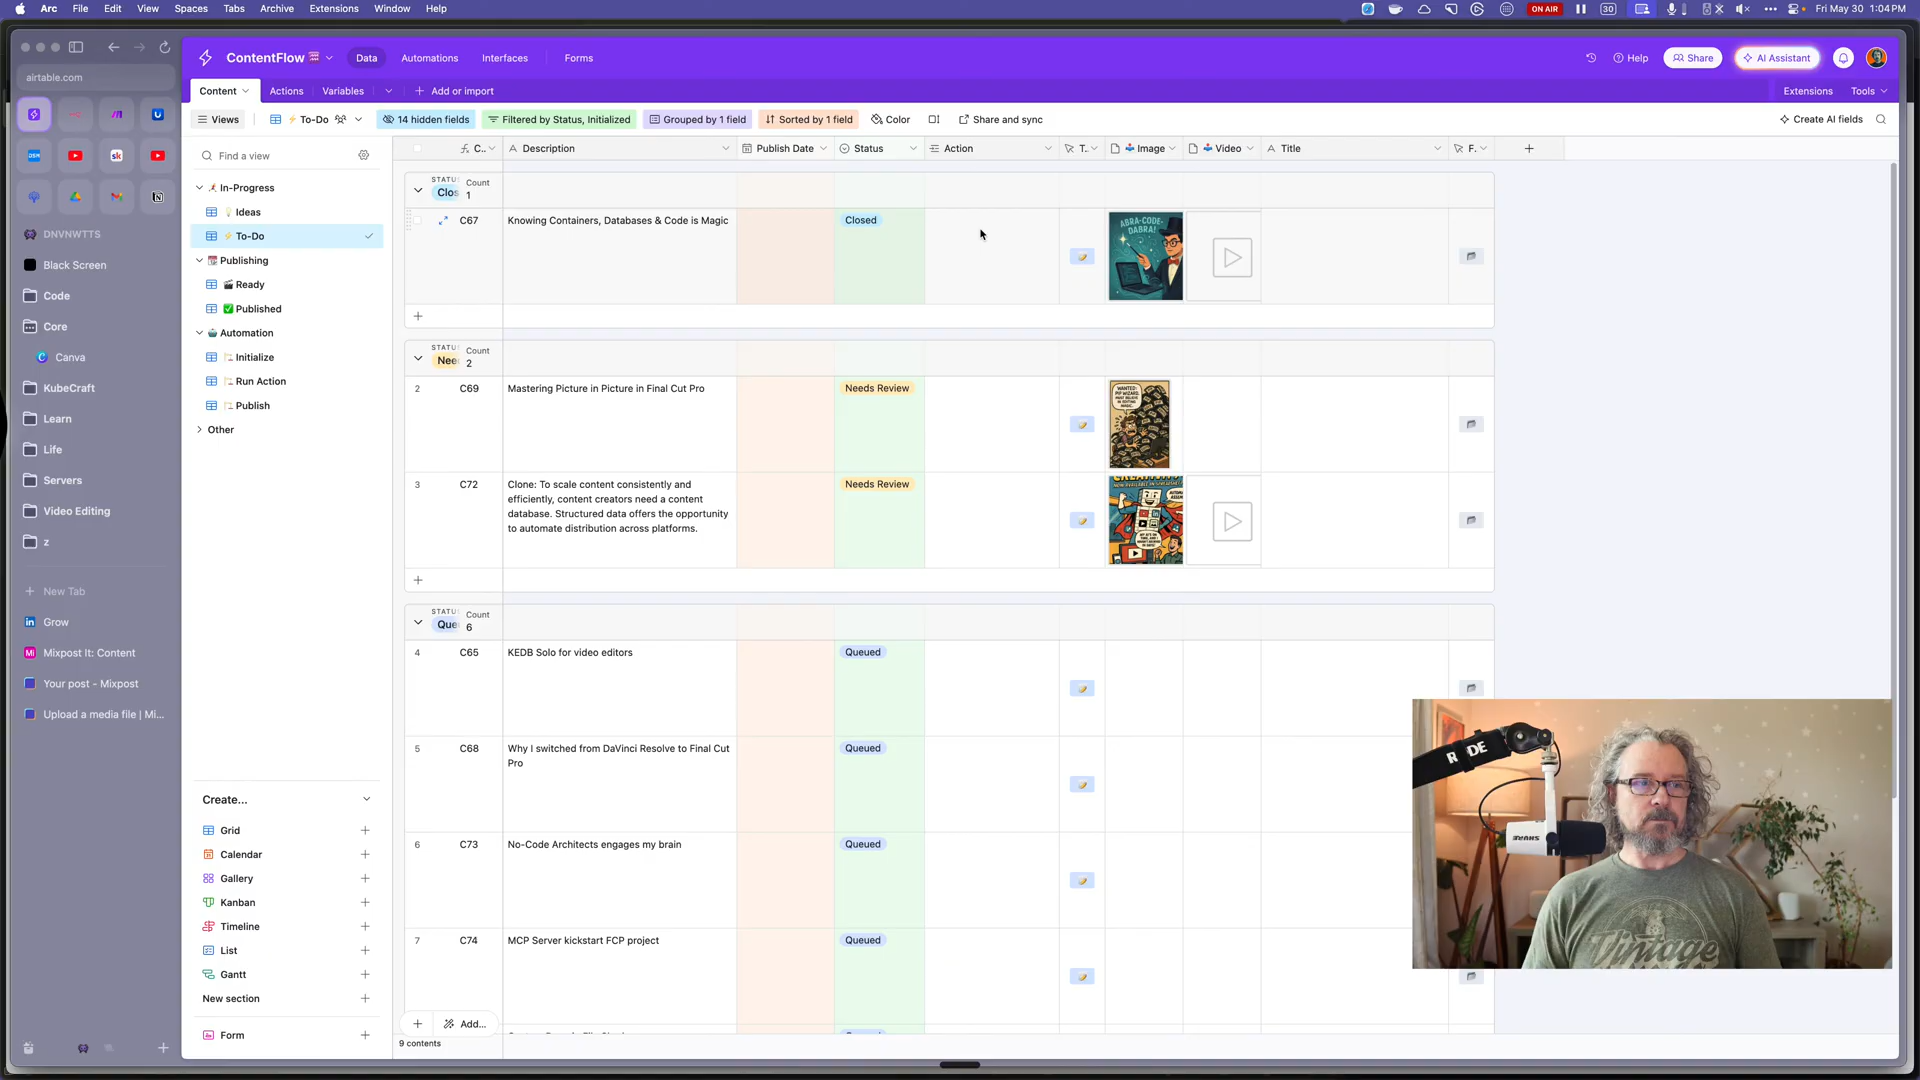 Arc File Edit View Spaces Tabs Archive Extensions Window Help
ON AIR 30 Fri May 30 1:04 PM
airtable.com
DNVNWTTS
Black Screen
Code
Core
Canva
KubeCraft
Learn
Life
Servers
Video Editing
z
New Tab
Grow
Mixpost It: Content
Your post - Mixpost
Upload a media file | Mi...
ContentFlow Data Automations Interfaces Forms
Help Share AI Assistant
Content Actions Variables Add or import
Extensions Tools
Views To-Do 14 hidden fields Filtered by Status, Initialized Grouped by 1 field Sorted by 1 field Color Share and sync
Create AI fields
Find a view
In-Progress
Ideas
To-Do
Publishing
Ready
Published
Automation
Initialize
Run Action
Publish
Other
Create...
Grid
Calendar
Gallery
Kanban
Timeline
List
Gantt
New section
Form
C.. Description Publish Date Status Action T.. Image Video Title F..
STATU Count
Clos 1
C67 Knowing Containers, Databases & Code is Magic Closed
ABRA-CODE-
DABRA!
STATU Count
Nee 2
2 C69 Mastering Picture in Picture in Final Cut Pro Needs Review
3 C72 Clone: To scale content consistently and
efficiently, content creators need a content
database. Structured data offers the opportunity
to automate distribution across platforms.
Needs Review
STATU Count
Que 6
4 C65 KEDB Solo for video editors Queued
5 C68 Why I switched from DaVinci Resolve to Final Cut
Pro
Queued
6 C73 No-Code Architects engages my brain Queued
7 C74 MCP Server kickstart FCP project Queued
Add...
9 contents
RØDE
Vintage